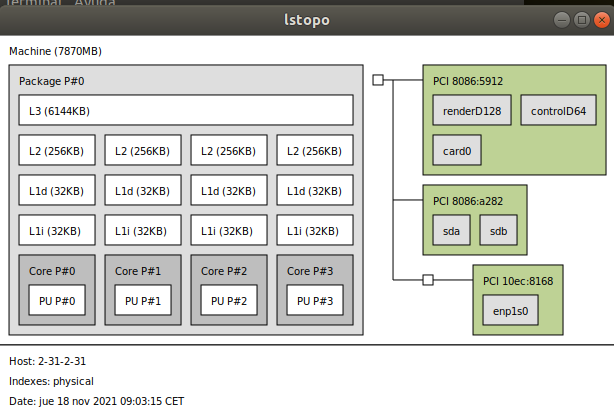 Terminal Ayuda
lstopo
Machine (7870MB)
Package P#0
L3 (6144KB)
L2 (256KB) L2 (256KB) L2 (256KB) L2 (256KB)
L1d (32KB) L1d (32KB) L1d (32KB) L1d (32KB)
L1i (32KB) L1i (32KB) L1i (32KB) L1i (32KB)
Core P#0 Core P#1 Core P#2 Core P#3
PU P#0 PU P#1 PU P#2 PU P#3
PCI 8086:5912
renderD128 controlD64
card0
PCI 8086:a282
sda sdb
PCI 10ec:8168
enp1s0
Host: 2-31-2-31
Indexes: physical
Date: jue 18 nov 2021 09:03:15 CET